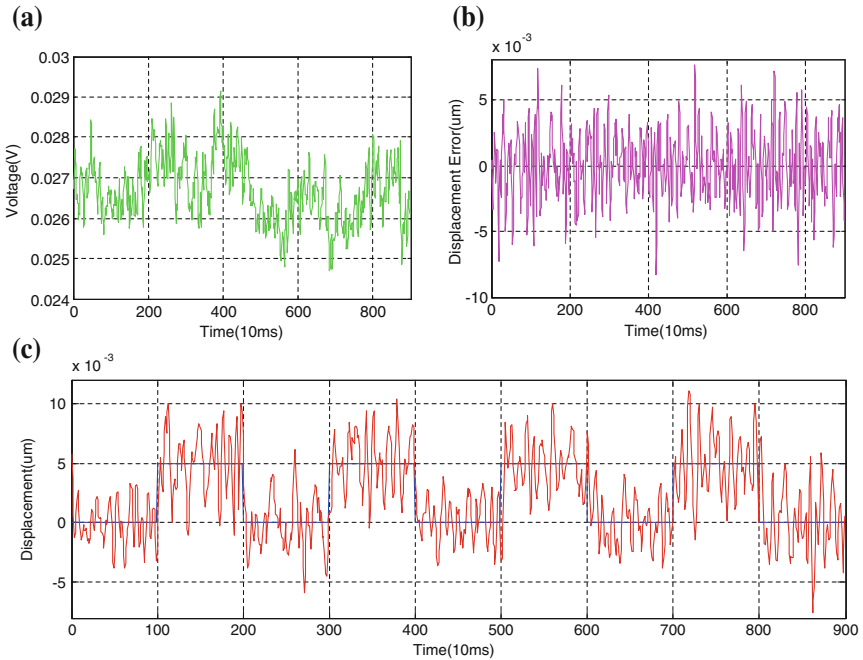 (a)
0.03
0.029
0.028
0.027
0.026
0.025
0.024
Voltage(V)
0 200 400 600 800
Time(10ms)
(b)
x 10 -3
5
0
-5
-10
Displacement Error(um)
0 200 400 600 800
Time(10ms)
(c)
x 10 -3
10
5
0
-5
Displacement(um)
0 100 200 300 400 500 600 700 800 900
Time(10ms)